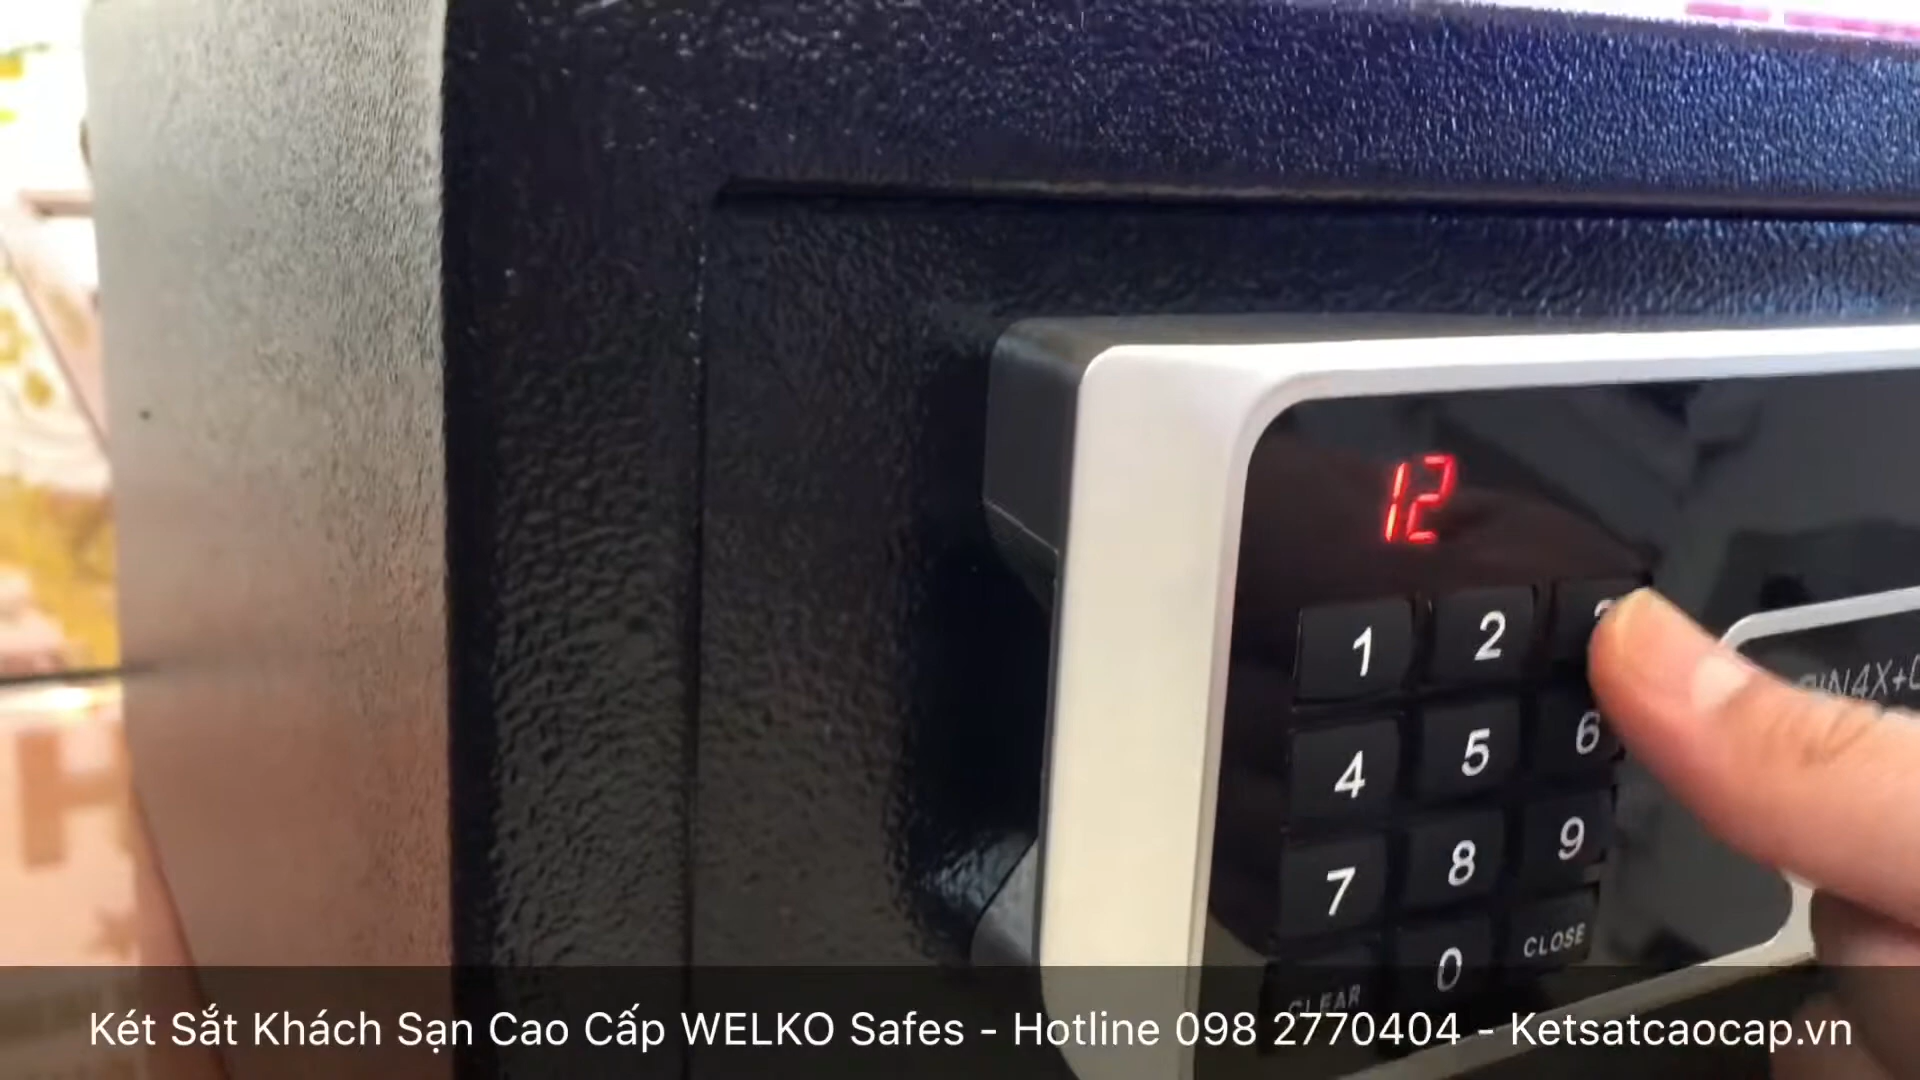 12
1 2
4 5 6
7 8 9
CLEAR 0 CLOSE
Két Sắt Khách Sạn Cao Cấp WELKO Safes - Hotline 098 2770404 - Ketsatcaocap.vn